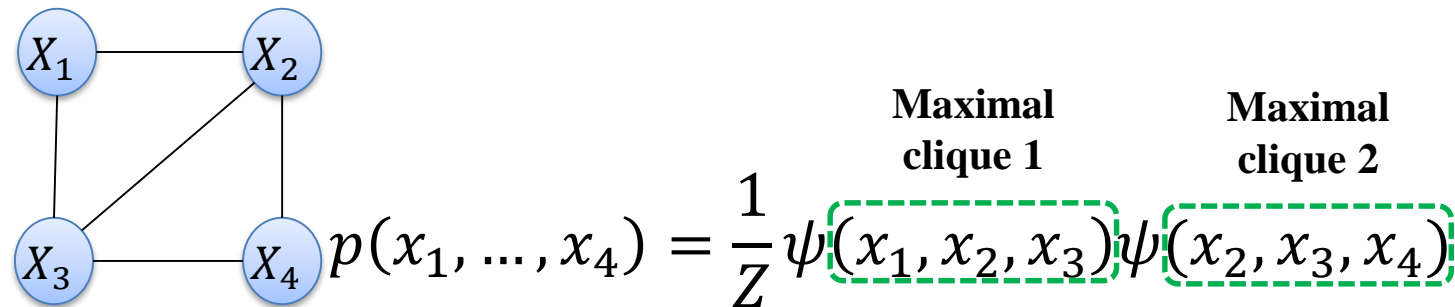 X₁ X₂
Maximal clique 1
Maximal clique 2
X₃ X₄
p(x₁, … , x₄) = 1/Z ψ(x₁, x₂, x₃)ψ(x₂, x₃, x₄)